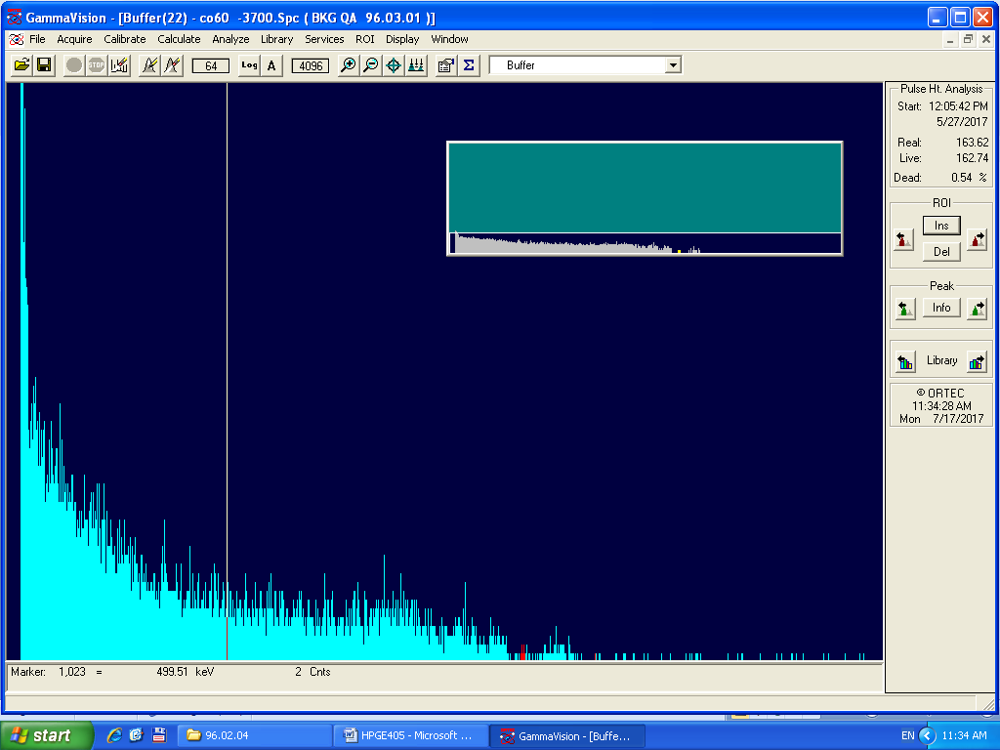 GammaVision - [Buffer(22) - co60 -3700.Spc ( BKG QA 96.03.01 )]
File Acquire Calibrate Calculate Analyze Library Services ROI Display Window
STOP 64 Log A 4096 Σ Buffer
Pulse Ht. Analysis
Start: 12:05:42 PM
5/27/2017
Real: 163.62
Live: 162.74
Dead: 0.54 %
ROI
Ins
Del
Peak
Info
Library
© ORTEC
11:34:28 AM
Mon 7/17/2017
Marker: 1,023 = 499.51 keV 2 Cnts
start 96.02.04 HPGE405 - Microsoft ... GammaVision - [Buffe... EN 11:34 AM